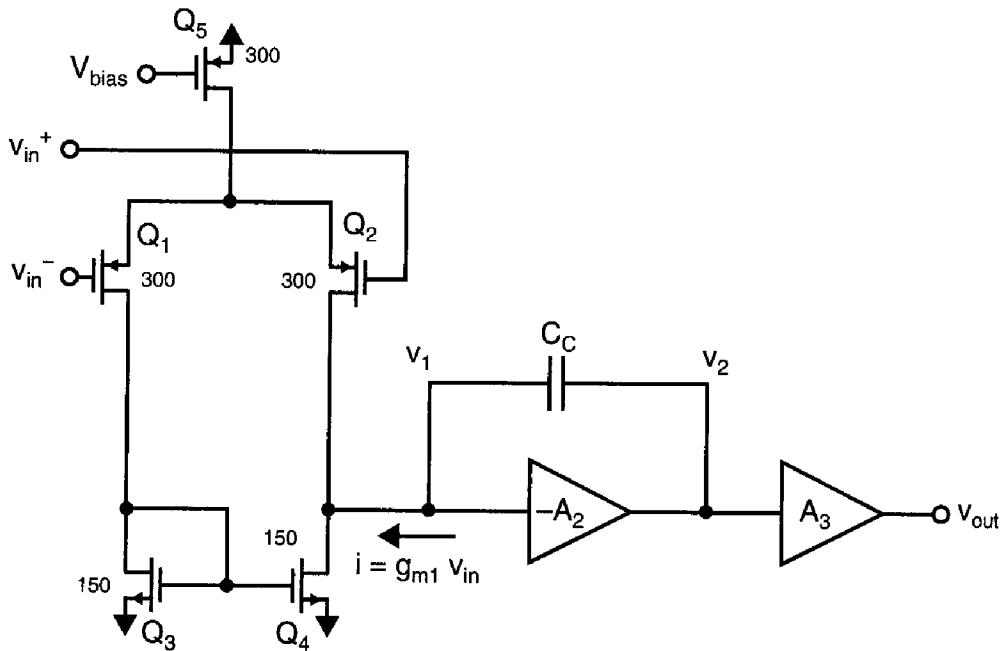 Q5
300
Vbias
vin+
Q1
Q2
vin−
300
300
v1
CC
v2
−A2
A3
vout
150
i = gm1 vin
150
Q3
Q4